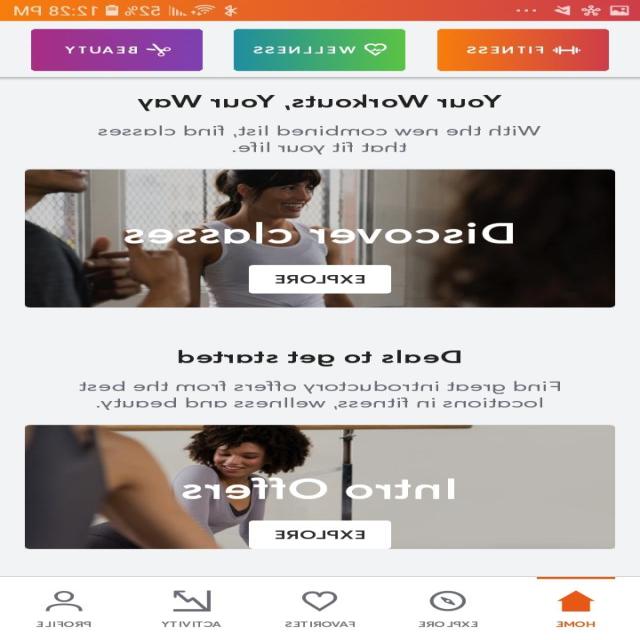 52% 12:28 PM
FITNESS WELLNESS BEAUTY
Your Workouts, Your Way
With the new combined list, find classes
that fit your life.
Discover classes
EXPLORE
Deals to get started
Find great introductory offers from the best
locations in fitness, wellness and beauty.
Intro Offers
EXPLORE
HOME EXPLORE FAVORITES ACTIVITY PROFILE